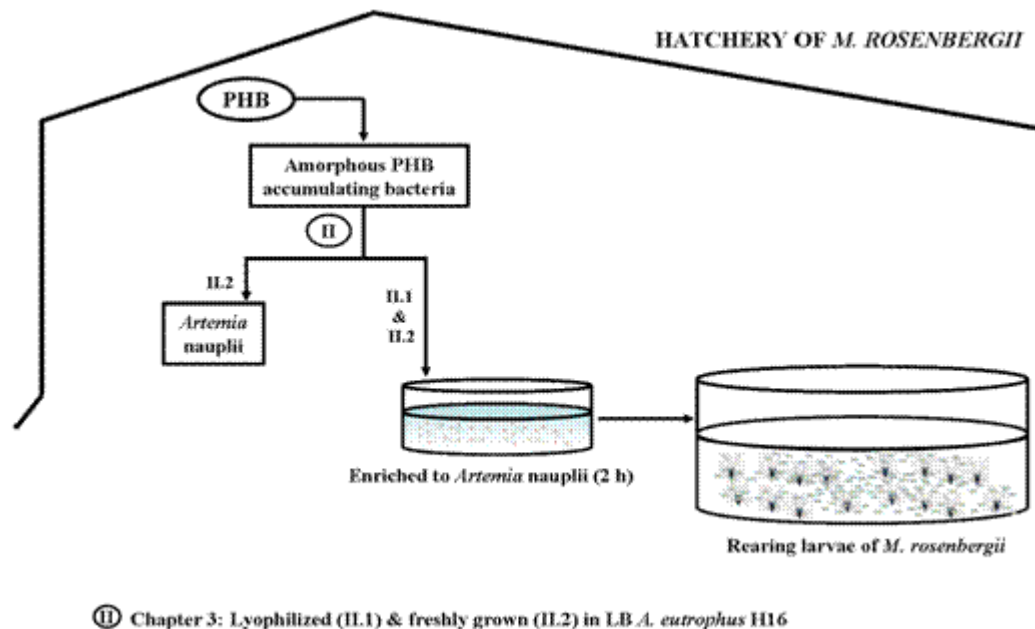 HATCHERY OF M. ROSENBERGII
PHB
Amorphous PHB
accumulating bacteria
II
II.2
II.1
&
II.2
Artemia
nauplii
Enriched to Artemia nauplii (2 h)
Rearing larvae of M. rosenbergii
II Chapter 3: Lyophilized (II.1) & freshly grown (II.2) in LB A. eutrophus H16